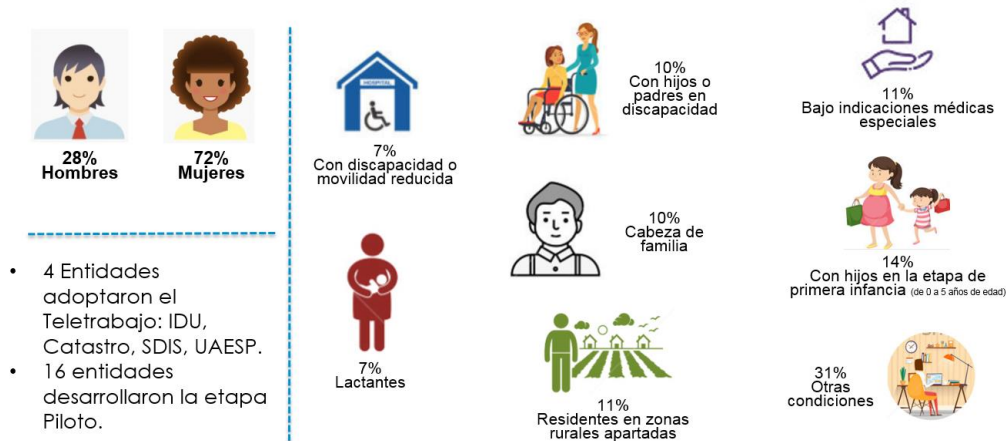 28%
Hombres
72%
Mujeres
• 4 Entidades
adoptaron el
Teletrabajo: IDU,
Catastro, SDIS, UAESP.
• 16 entidades
desarrollaron la etapa
Piloto.
HOSPITAL
7%
Con discapacidad o
movilidad reducida
7%
Lactantes
10%
Con hijos o
padres en
discapacidad
10%
Cabeza de
familia
11%
Residentes en zonas
rurales apartadas
11%
Bajo indicaciones médicas
especiales
14%
Con hijos en la etapa de
primera infancia (de 0 a 5 años de edad)
31%
Otras
condiciones